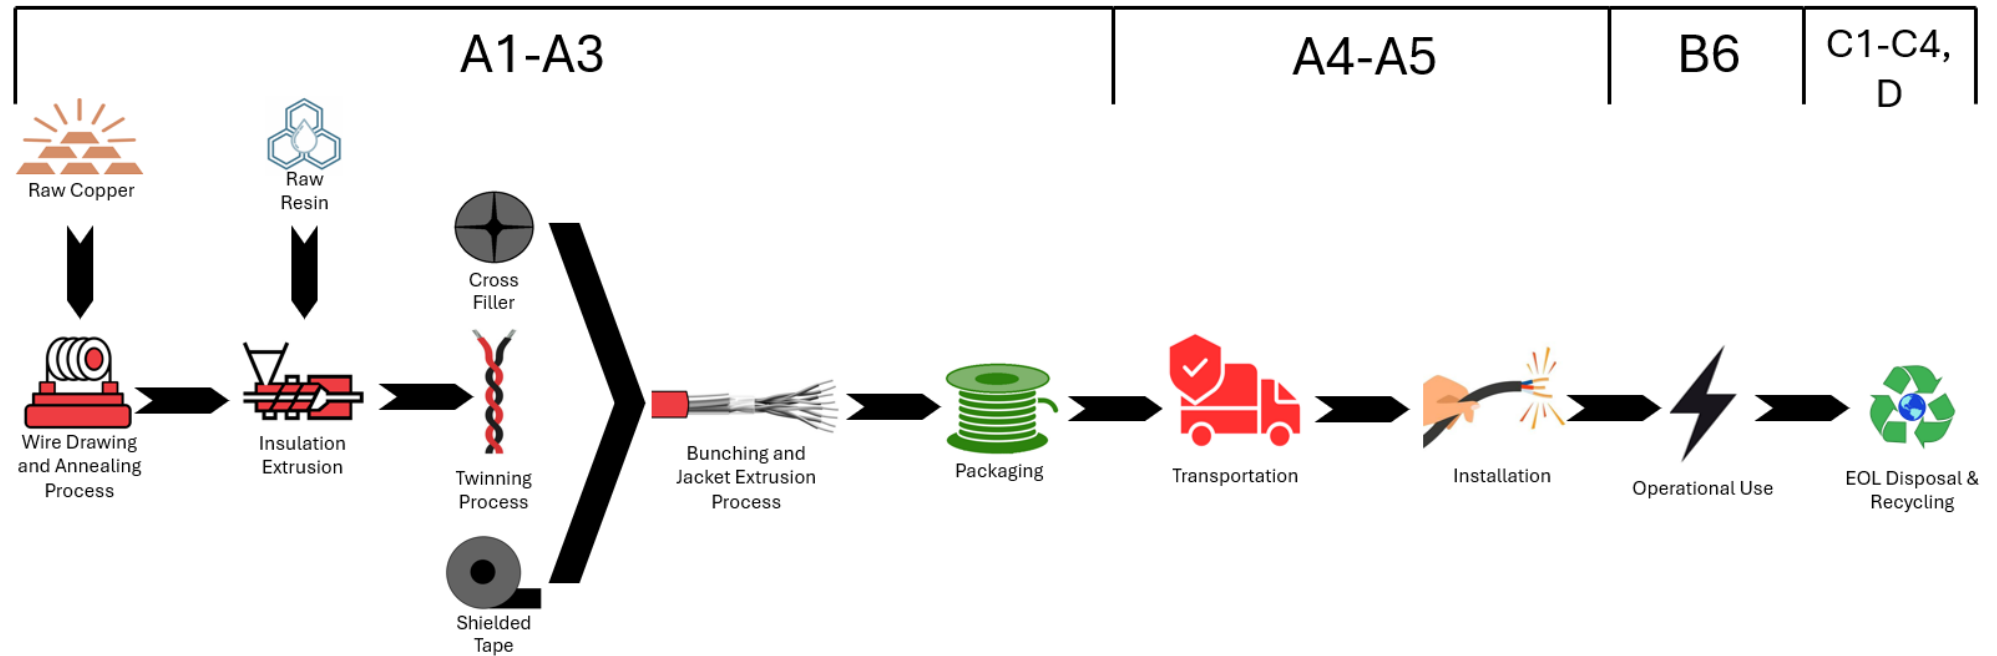 A1-A3
A4-A5
B6
C1-C4,
D
Raw Copper
Raw
Resin
Cross
Filler
Wire Drawing
and Annealing
Process
Insulation
Extrusion
Twinning
Process
Shielded
Tape
Bunching and
Jacket Extrusion
Process
Packaging
Transportation
Installation
Operational Use
EOL Disposal &
Recycling